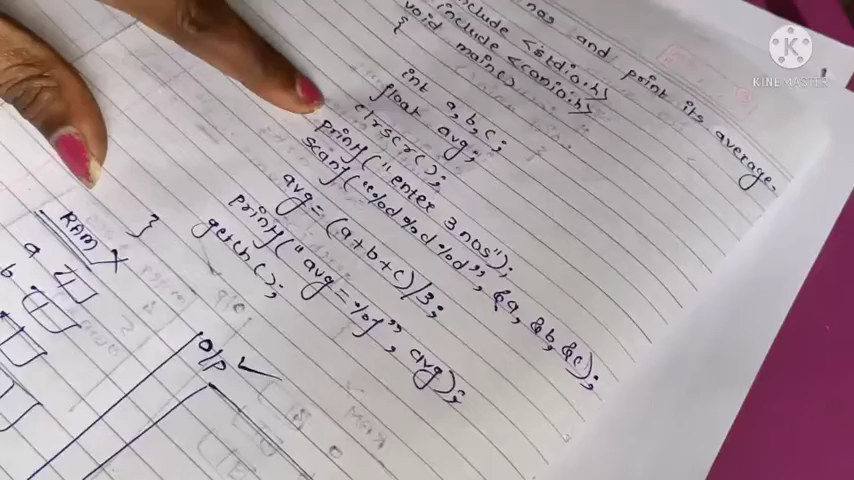 nos and print its average.
include <stdio.h>
include <conio.h>
void main()
{
int a, b, c;
float avg;
clrscr();
printf("enter 3 nos");
scanf("%d%d%d", &a, &b, &c);
avg = (a+b+c)/3;
printf("avg = %f", avg);
getch();
}
RAM
a
b
O/P
KINEMASTER